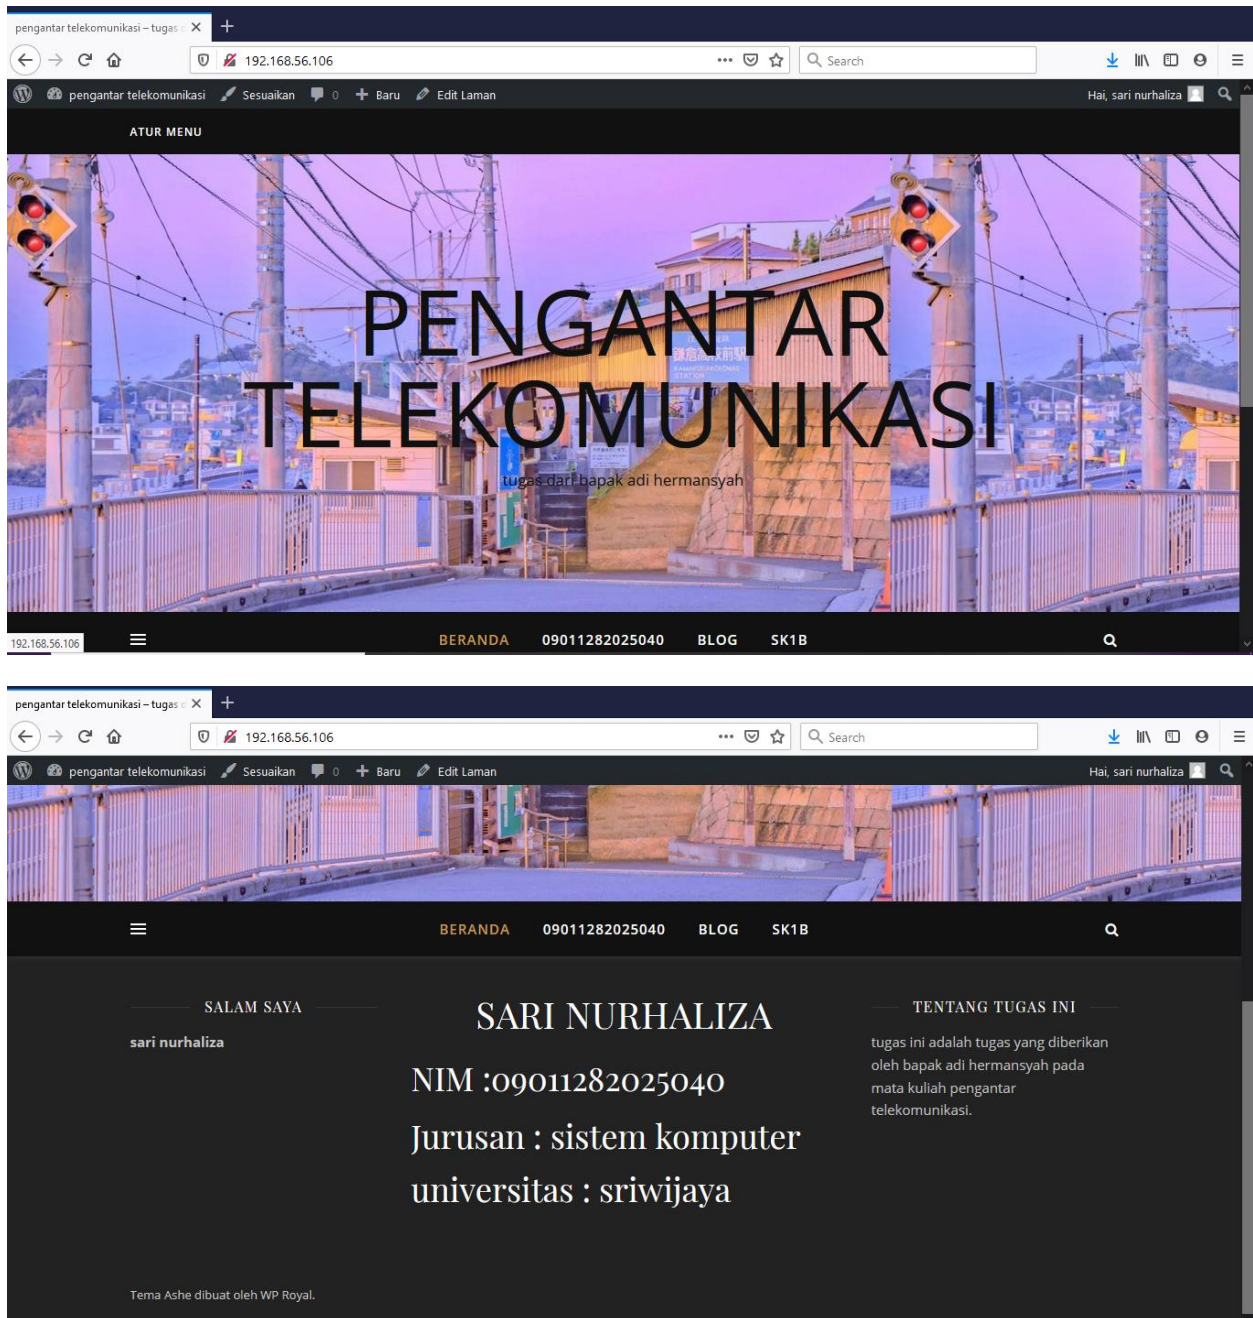 pengantar telekomunikasi – tugas
192.168.56.106
Search
pengantar telekomunikasi Sesuaikan 0 Baru Edit Laman
Hai, sari nurhaliza
ATUR MENU
PENGANTAR
TELEKOMUNIKASI
tugas dari bapak adi hermansyah
BERANDA 09011282025040 BLOG SK1B
192.168.56.106
pengantar telekomunikasi – tugas
192.168.56.106
Search
pengantar telekomunikasi Sesuaikan 0 Baru Edit Laman
Hai, sari nurhaliza
BERANDA 09011282025040 BLOG SK1B
SALAM SAYA
sari nurhaliza
SARI NURHALIZA
NIM :09011282025040
Jurusan : sistem komputer
universitas : sriwijaya
TENTANG TUGAS INI
tugas ini adalah tugas yang diberikan
oleh bapak adi hermansyah pada
mata kuliah pengantar
telekomunikasi.
Tema Ashe dibuat oleh WP Royal.